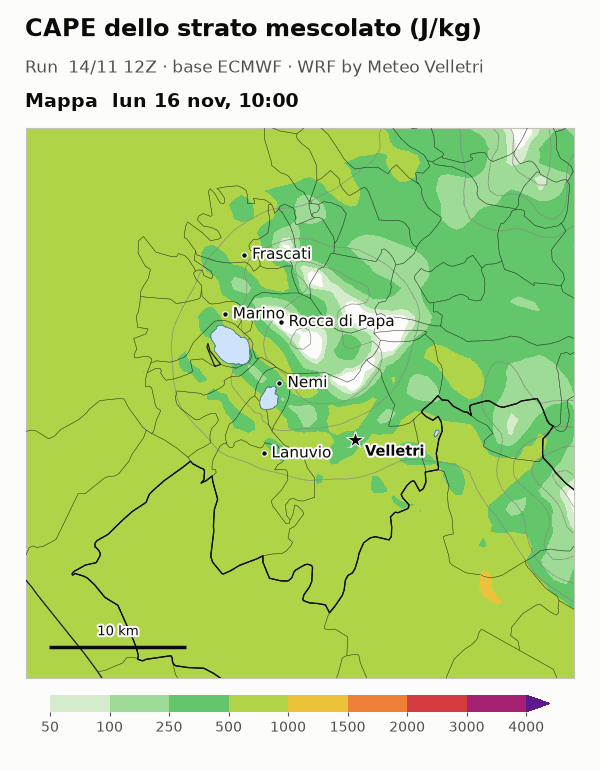 CAPE dello strato mescolato (J/kg)
Run  14/11 12Z · base ECMWF · WRF by Meteo Velletri
Mappa  lun 16 nov, 10:00
Frascati
Marino
Rocca di Papa
Nemi
Velletri
Lanuvio
10 km
50 100 250 500 1000 1500 2000 3000 4000